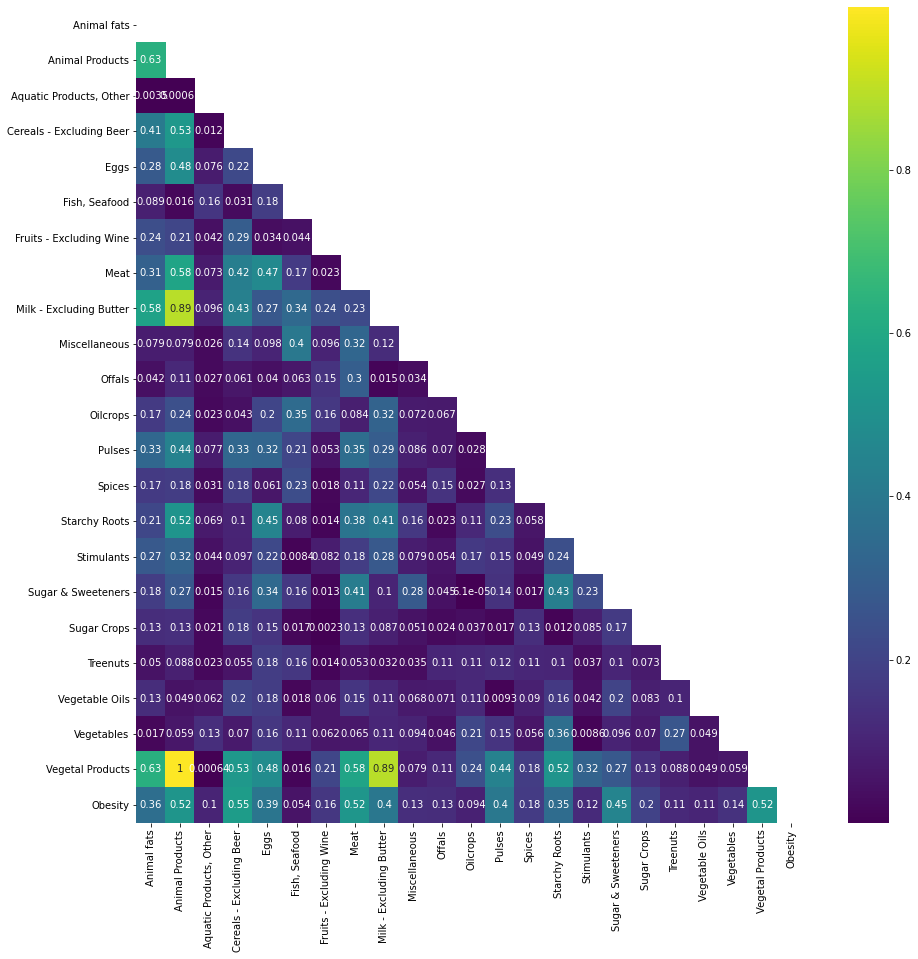 Animal fats
Animal Products 0.63
Aquatic Products, Other 0.0035 0.0006
Cereals - Excluding Beer 0.41 0.53 0.012
Eggs 0.28 0.48 0.076 0.22
Fish, Seafood 0.089 0.016 0.16 0.031 0.18
Fruits - Excluding Wine 0.24 0.21 0.042 0.29 0.034 0.044
Meat 0.31 0.58 0.073 0.42 0.47 0.17 0.023
Milk - Excluding Butter 0.58 0.89 0.096 0.43 0.27 0.34 0.24 0.23
0.8
Miscellaneous 0.079 0.079 0.026 0.14 0.098 0.4 0.096 0.32 0.12
Offals 0.042 0.11 0.027 0.061 0.04 0.063 0.15 0.3 0.015 0.034
0.6
Oilcrops 0.17 0.24 0.023 0.043 0.2 0.35 0.16 0.084 0.32 0.072 0.067
Pulses 0.33 0.44 0.077 0.33 0.32 0.21 0.053 0.35 0.29 0.086 0.07 0.028
Spices 0.17 0.18 0.031 0.18 0.061 0.23 0.018 0.11 0.22 0.054 0.15 0.027 0.13
0.4
Starchy Roots 0.21 0.52 0.069 0.1 0.45 0.08 0.014 0.38 0.41 0.16 0.023 0.11 0.23 0.058
Stimulants 0.27 0.32 0.044 0.097 0.22 0.0084 0.082 0.18 0.28 0.079 0.054 0.17 0.15 0.049 0.24
Sugar & Sweeteners 0.18 0.27 0.015 0.16 0.34 0.16 0.013 0.41 0.1 0.28 0.045 6.1e-05 0.14 0.017 0.43 0.23
Sugar Crops 0.13 0.13 0.021 0.18 0.15 0.017 0.0023 0.13 0.087 0.051 0.024 0.037 0.017 0.13 0.012 0.085 0.17
0.2
Treenuts 0.05 0.088 0.023 0.055 0.18 0.16 0.014 0.053 0.032 0.035 0.11 0.11 0.12 0.11 0.1 0.037 0.1 0.073
Vegetable Oils 0.13 0.049 0.062 0.2 0.18 0.018 0.06 0.15 0.11 0.068 0.071 0.11 0.0093 0.09 0.16 0.042 0.2 0.083 0.1
Vegetables 0.017 0.059 0.13 0.07 0.16 0.11 0.062 0.065 0.11 0.094 0.046 0.21 0.15 0.056 0.36 0.0086 0.096 0.07 0.27 0.049
Vegetal Products 0.63 1 0.00064 0.53 0.48 0.016 0.21 0.58 0.89 0.079 0.11 0.24 0.44 0.18 0.52 0.32 0.27 0.13 0.088 0.049 0.059
Obesity 0.36 0.52 0.1 0.55 0.39 0.054 0.16 0.52 0.4 0.13 0.13 0.094 0.4 0.18 0.35 0.12 0.45 0.2 0.11 0.11 0.14 0.52
Animal fats
Animal Products
Aquatic Products, Other
Cereals - Excluding Beer
Eggs
Fish, Seafood
Fruits - Excluding Wine
Meat
Milk - Excluding Butter
Miscellaneous
Offals
Oilcrops
Pulses
Spices
Starchy Roots
Stimulants
Sugar & Sweeteners
Sugar Crops
Treenuts
Vegetable Oils
Vegetables
Vegetal Products
Obesity